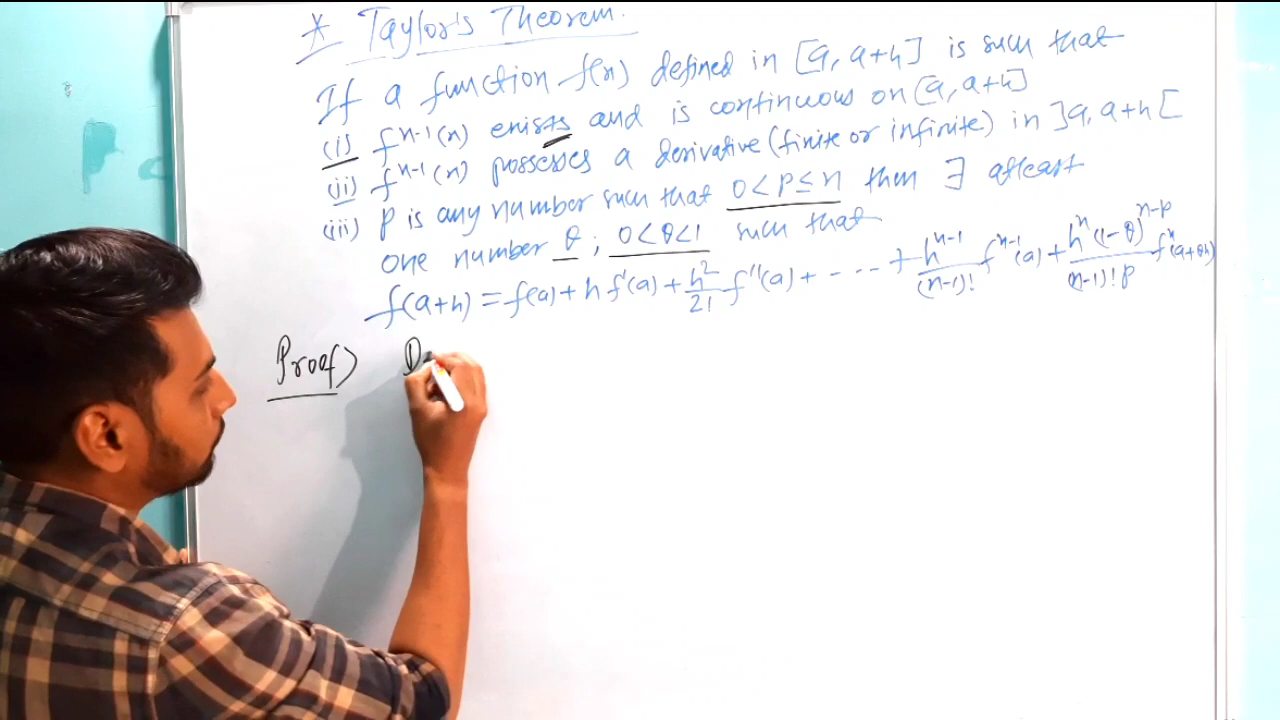 * Taylor's Theorem.
If a function f(x) defined in [a, a+h] is such that
(i) f^{n-1}(x) exists and is continuous on [a, a+h]
(ii) f^{n-1}(x) possesses a derivative (finite or infinite) in ]a, a+h[
(iii) p is any number such that 0<p≤n then ∃ atleast
one number θ; 0<θ<1 such that
f(a+h) = f(a) + h f'(a) + h²/2! f''(a) + - - - - + h^{n-1}/(n-1)! f^{n-1}(a) + h^n (1-θ)^{n-p}/(n-1)! p f^n(a+θh)
Proof)